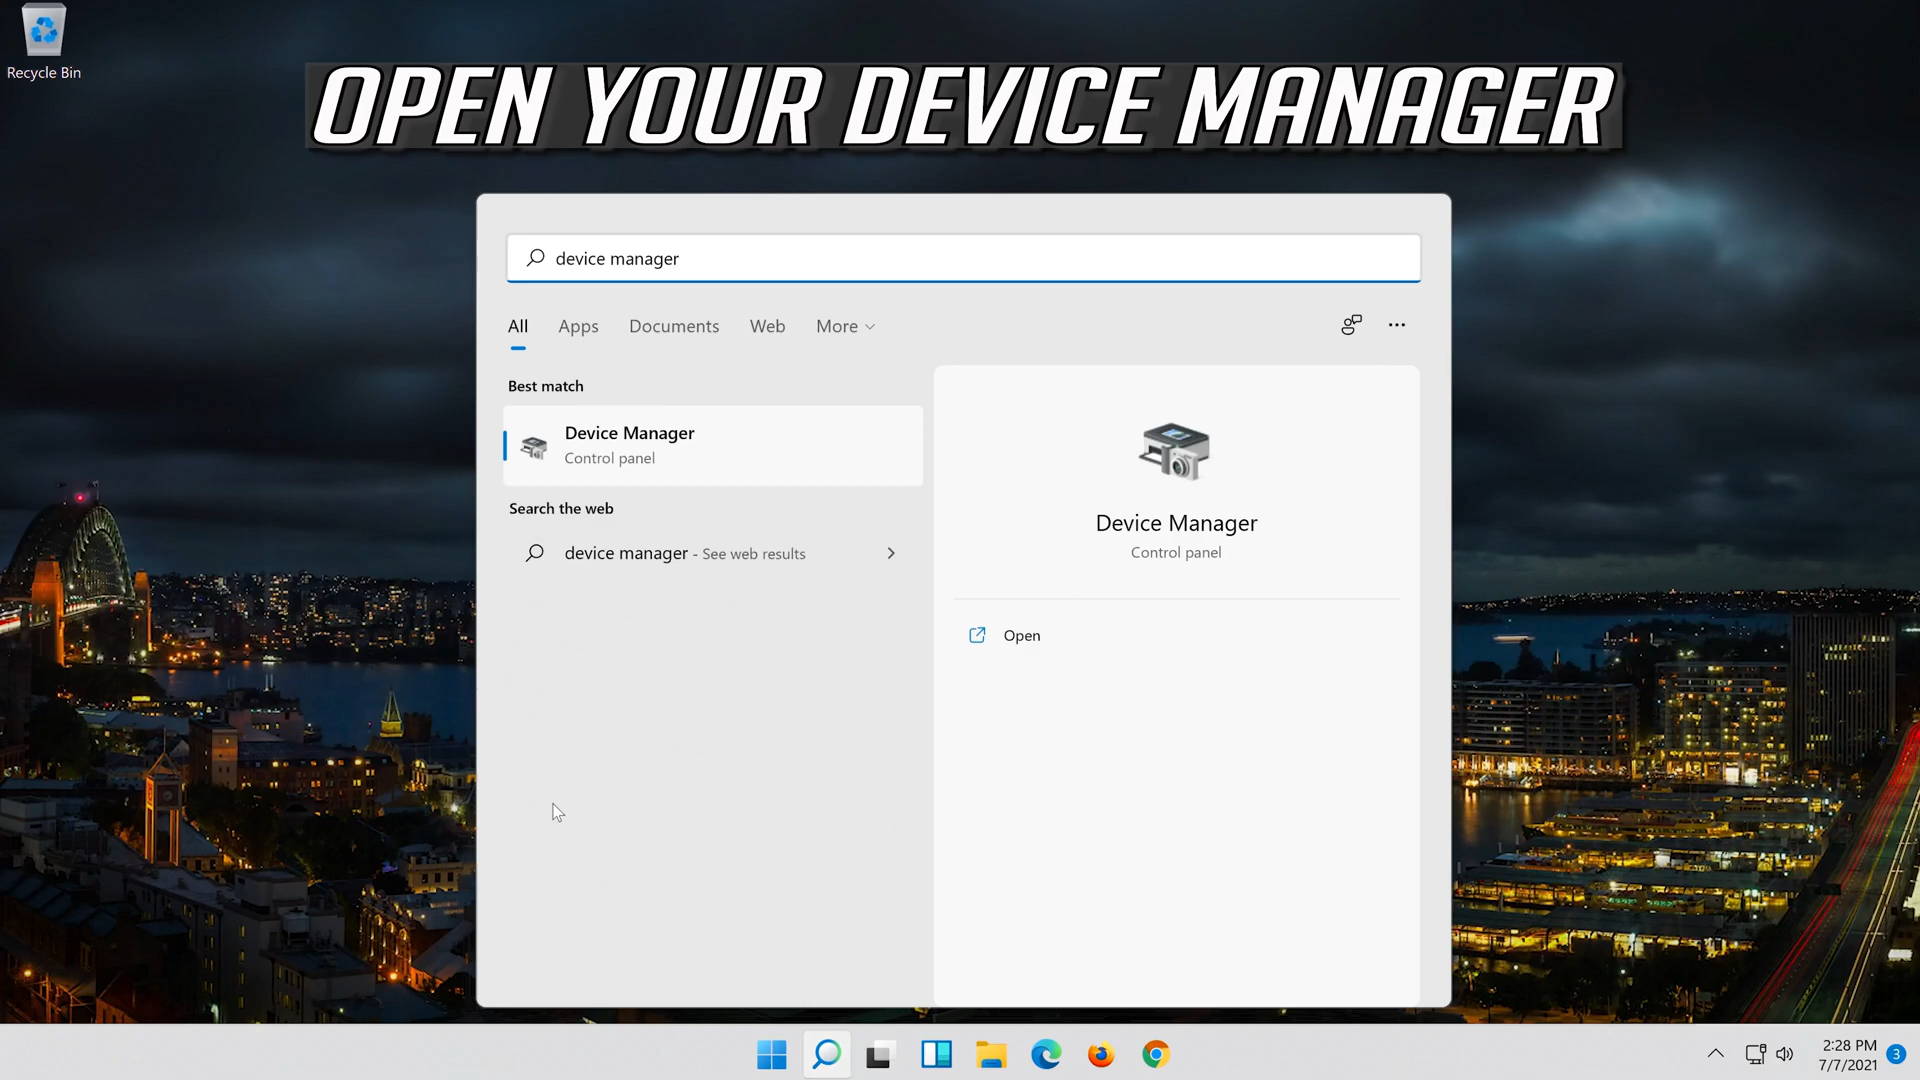 Recycle Bin
OPEN YOUR DEVICE MANAGER
device manager
All Apps Documents Web More
Best match
Device Manager
Control panel
Search the web
device manager - See web results
Device Manager
Control panel
Open
2:28 PM
7/7/2021
3